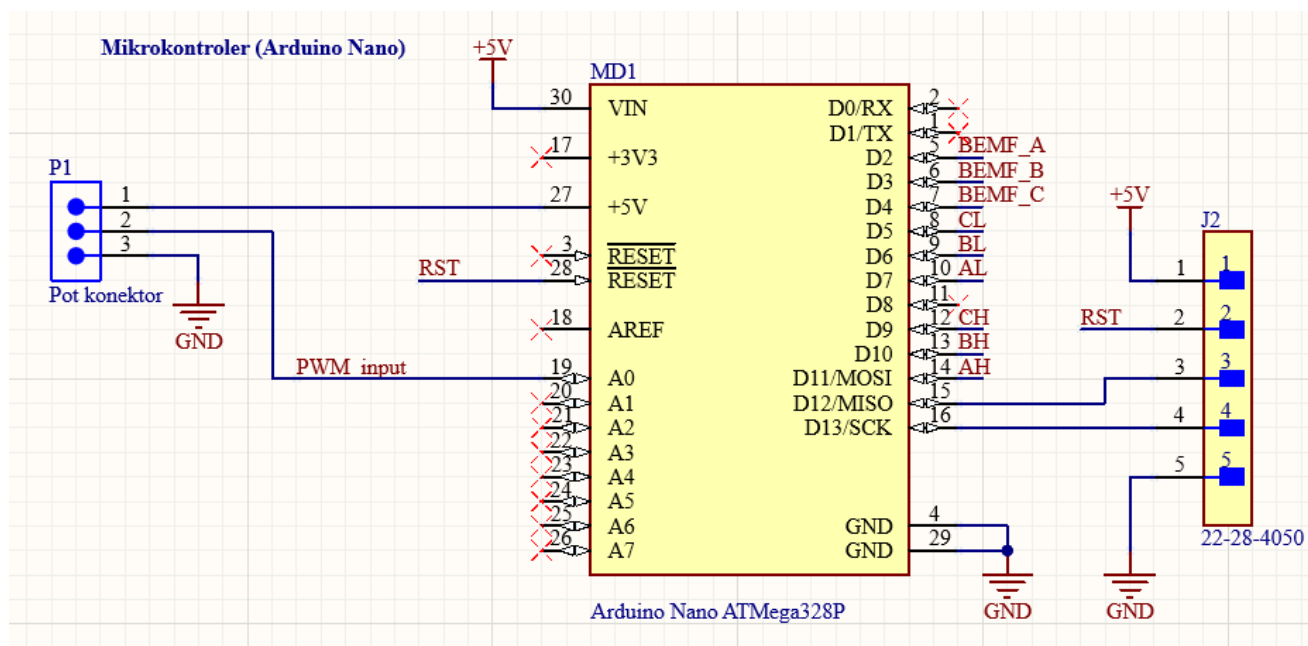 Mikrokontroler (Arduino Nano)
+5V
MD1
30 VIN
17 +3V3
27 +5V
3 RESET
28 RESET
RST
18 AREF
19 A0
PWM_input
20 A1
21 A2
22 A3
23 A4
24 A5
25 A6
26 A7
D0/RX 2
D1/TX 1
D2 5 BEMF_A
D3 6 BEMF_B
D4 7 BEMF_C
D5 8 CL
D6 9 BL
D7 10 AL
D8 11
D9 12 CH
D10 13 BH
D11/MOSI 14 AH
D12/MISO 15
D13/SCK 16
GND 4
GND 29
GND
Arduino Nano ATMega328P
P1
1
2
3
Pot konektor
GND
+5V
J2
1 1
RST 2 2
3 3
4 4
5 5
22-28-4050
GND